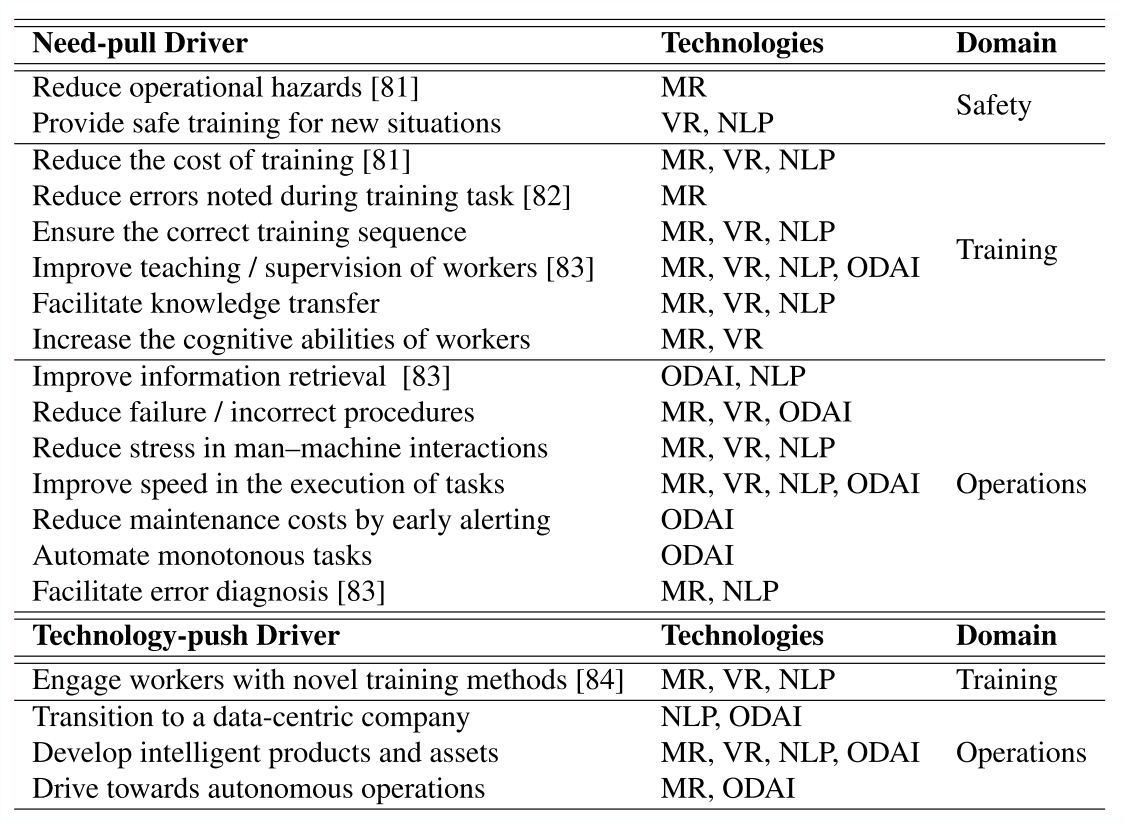 Need-pull Driver Technologies Domain
Reduce operational hazards [81] MR
Safety
Provide safe training for new situations VR, NLP
Reduce the cost of training [81] MR, VR, NLP
Reduce errors noted during training task [82] MR
Ensure the correct training sequence MR, VR, NLP
Training
Improve teaching / supervision of workers [83] MR, VR, NLP, ODAI
Facilitate knowledge transfer MR, VR, NLP
Increase the cognitive abilities of workers MR, VR
Improve information retrieval [83] ODAI, NLP
Reduce failure / incorrect procedures MR, VR, ODAI
Reduce stress in man–machine interactions MR, VR, NLP
Improve speed in the execution of tasks MR, VR, NLP, ODAI Operations
Reduce maintenance costs by early alerting ODAI
Automate monotonous tasks ODAI
Facilitate error diagnosis [83] MR, NLP
Technology-push Driver Technologies Domain
Engage workers with novel training methods [84] MR, VR, NLP Training
Transition to a data-centric company NLP, ODAI
Develop intelligent products and assets MR, VR, NLP, ODAI Operations
Drive towards autonomous operations MR, ODAI